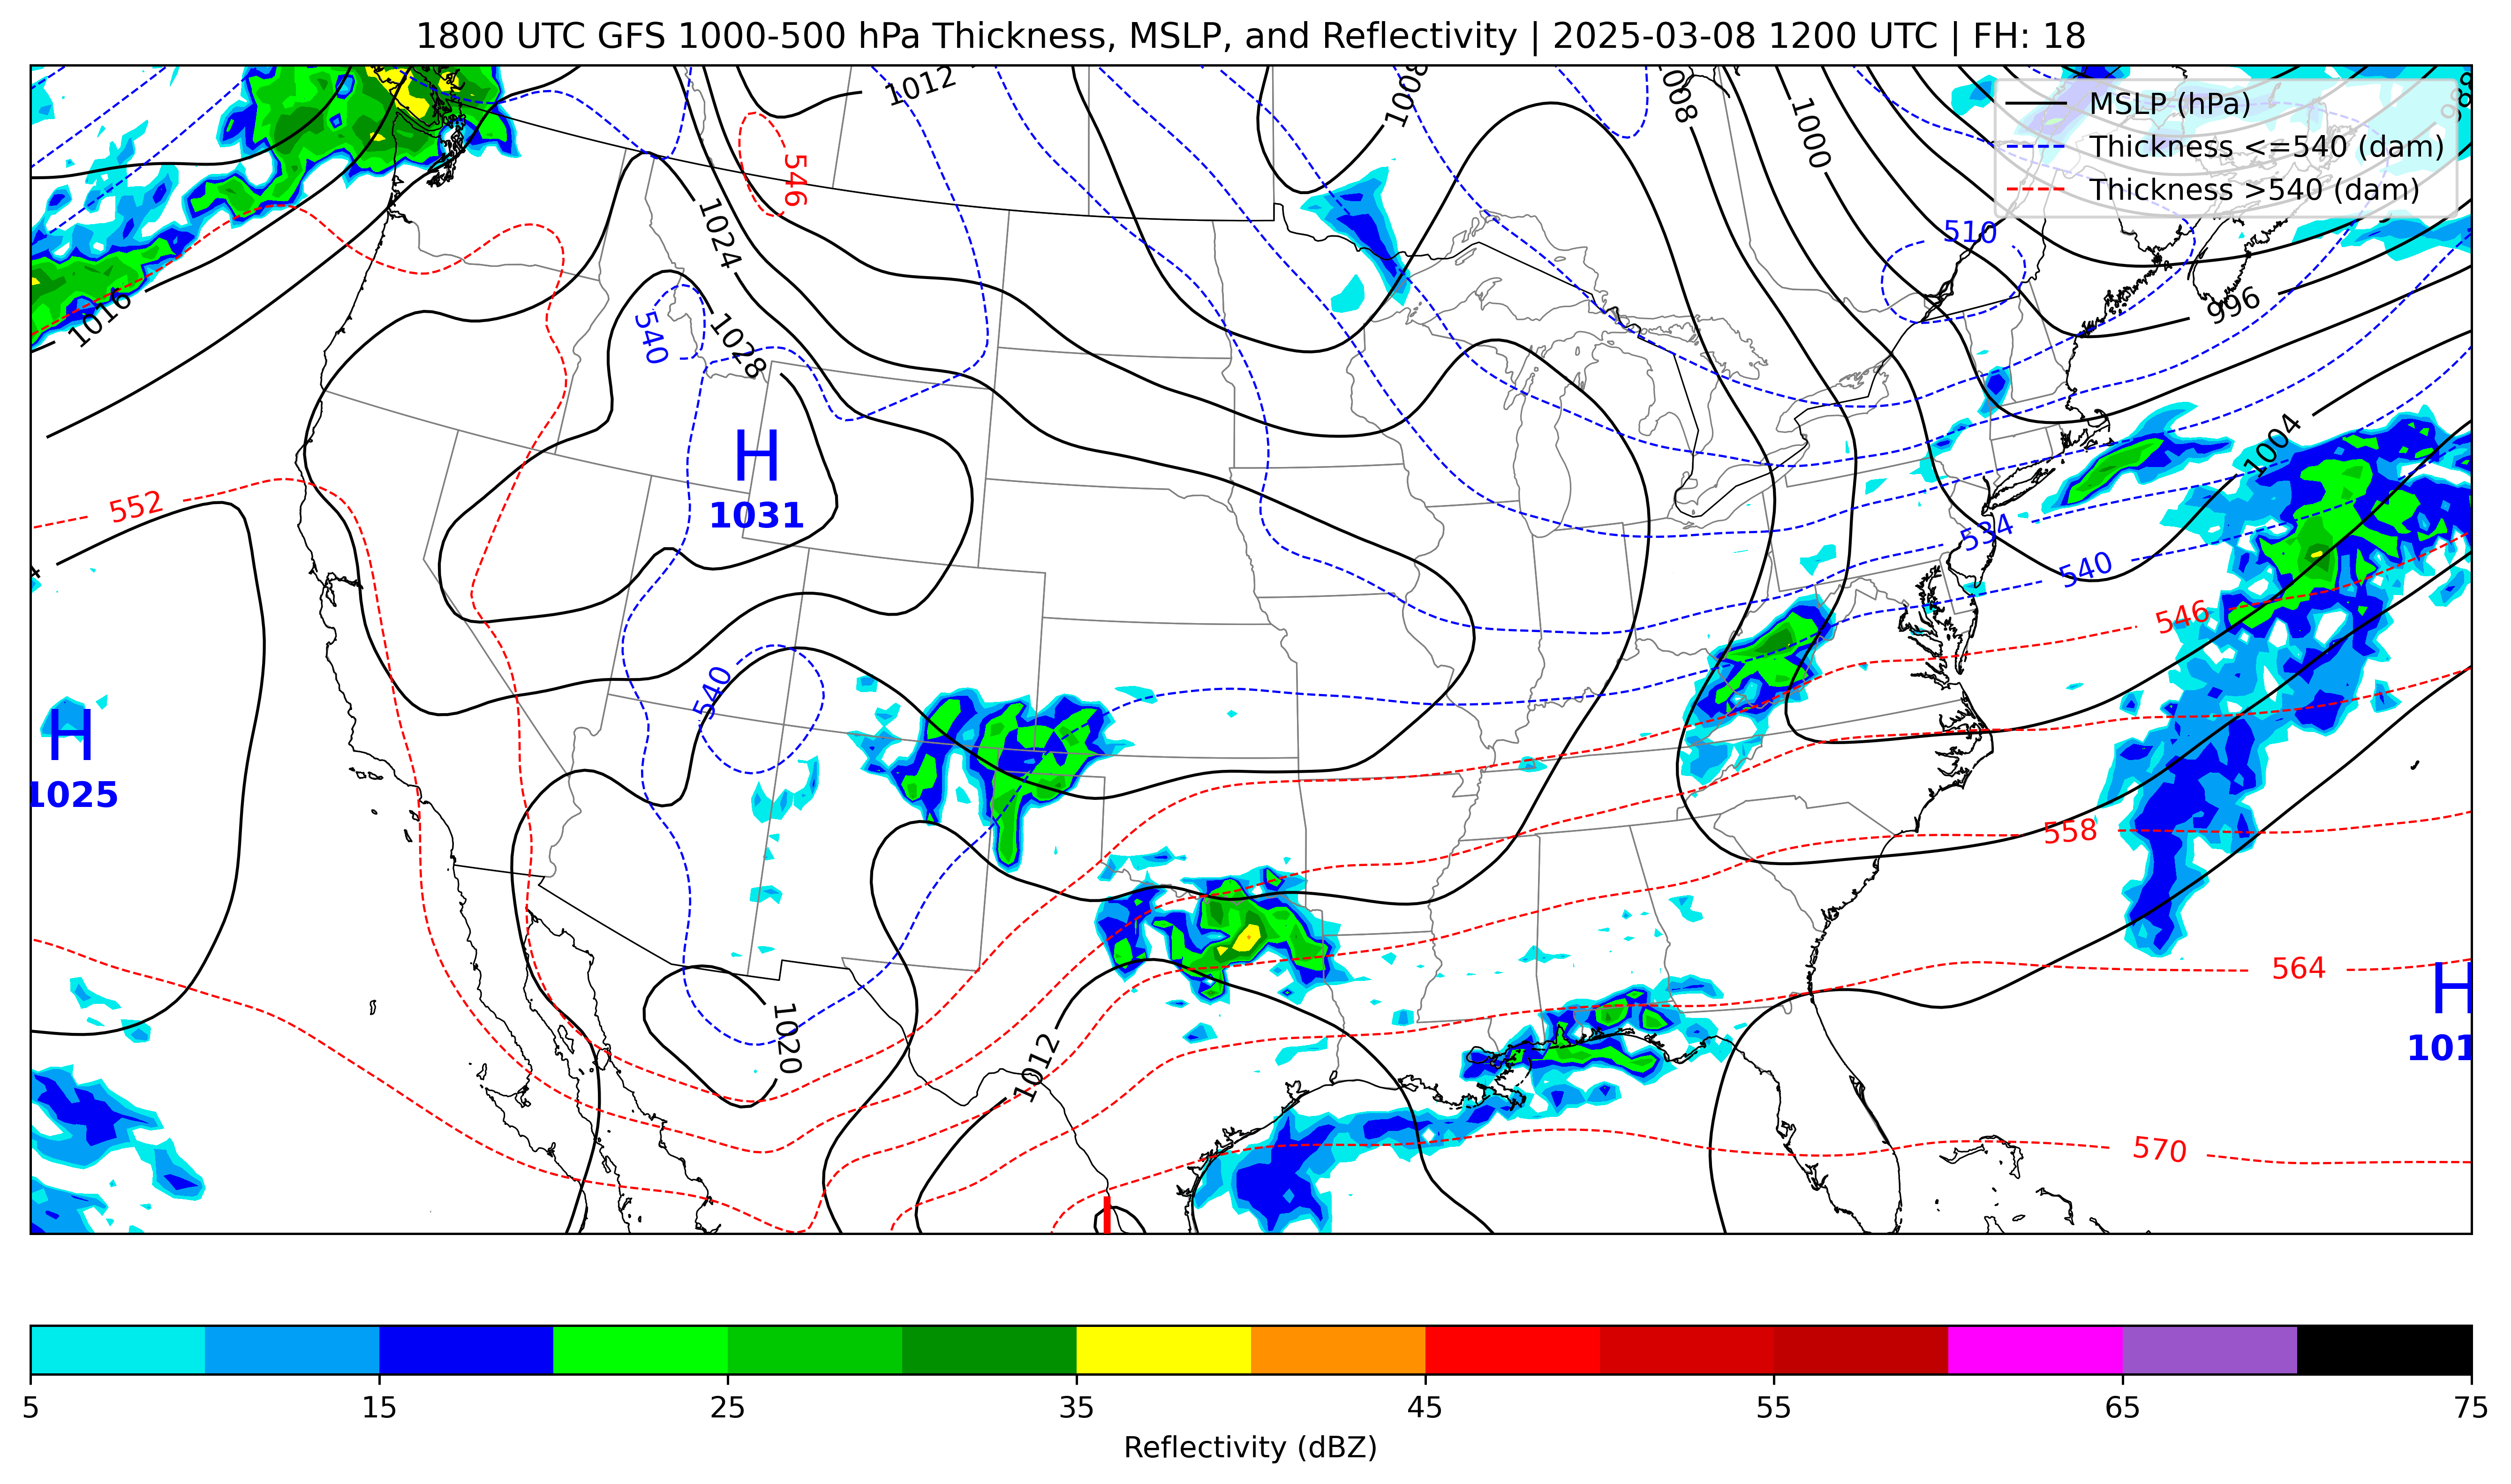 1800 UTC GFS 1000-500 hPa Thickness, MSLP, and Reflectivity | 2025-03-08 1200 UTC | FH: 18
MSLP (hPa)
Thickness <=540 (dam)
Thickness >540 (dam)
1012
1008
1008
1000
546
1024
510
1016
996
540
1028
1004
H
1031
552
534
540
546
540
H
1025
558
564
H
101
1020
1012
570
5 15 25 35 45 55 65 75
Reflectivity (dBZ)